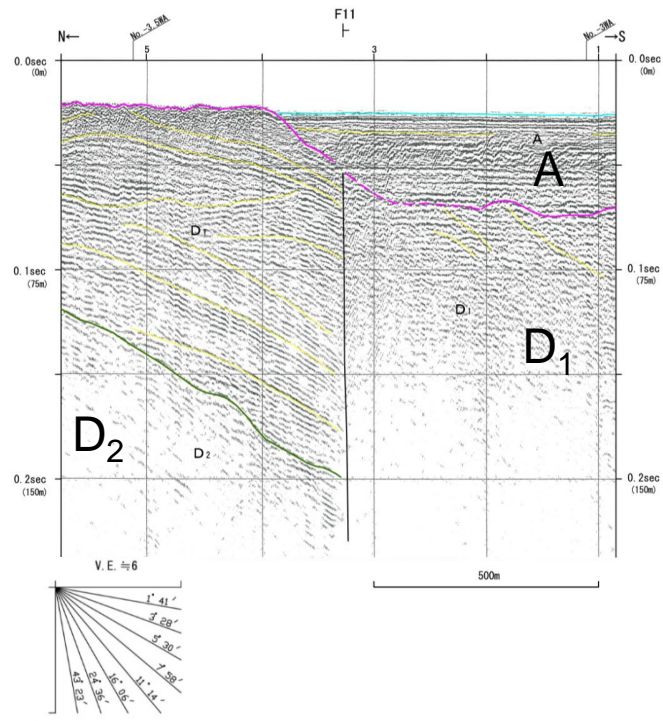 F11
No.-3.5WA
No.-3WA
N←
→S
5
3
1
0.0sec
(0m)
0.0sec
(0m)
A
A
D1
0.1sec
(75m)
0.1sec
(75m)
D1
D1
D2
D2
0.2sec
(150m)
0.2sec
(150m)
V.E.≒6
500m
1°41′
3°28′
5°30′
7°58′
11°14′
16°06′
24°36′
43°23′